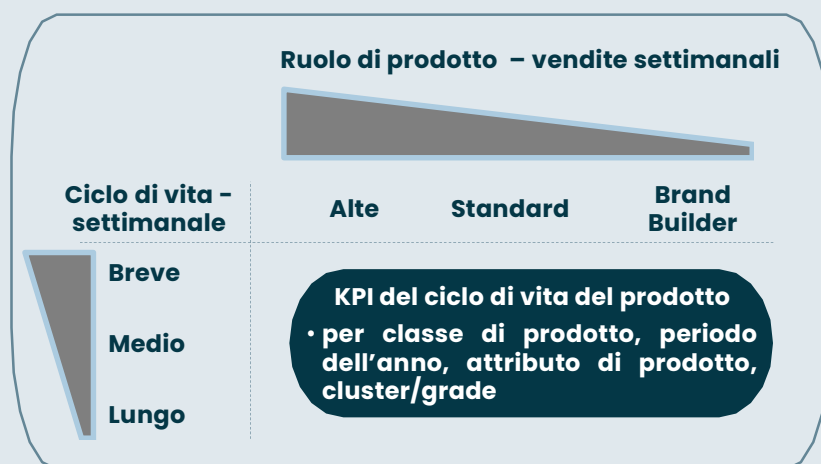 Ruolo di prodotto – vendite settimanali
Ciclo di vita –
settimanale
Alte
Standard
Brand
Builder
Breve
Medio
Lungo
KPI del ciclo di vita del prodotto
• per classe di prodotto, periodo
dell’anno, attributo di prodotto,
cluster/grade